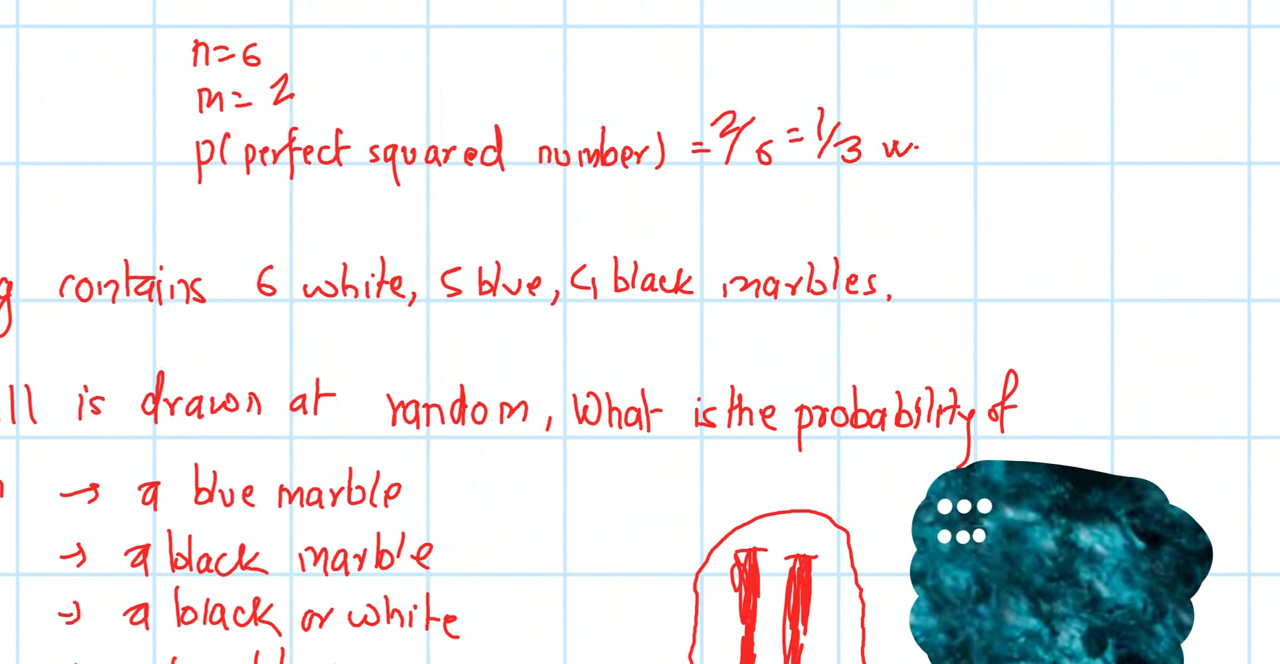 n=6
m= 2
p( perfect squared number) = 2/6 = 1/3 w.
g contains 6 white, 5 blue, 4 black marbles.
ll is drawn at random, What is the probability of
→ a blue marble
→ a black marble
→ a black or white